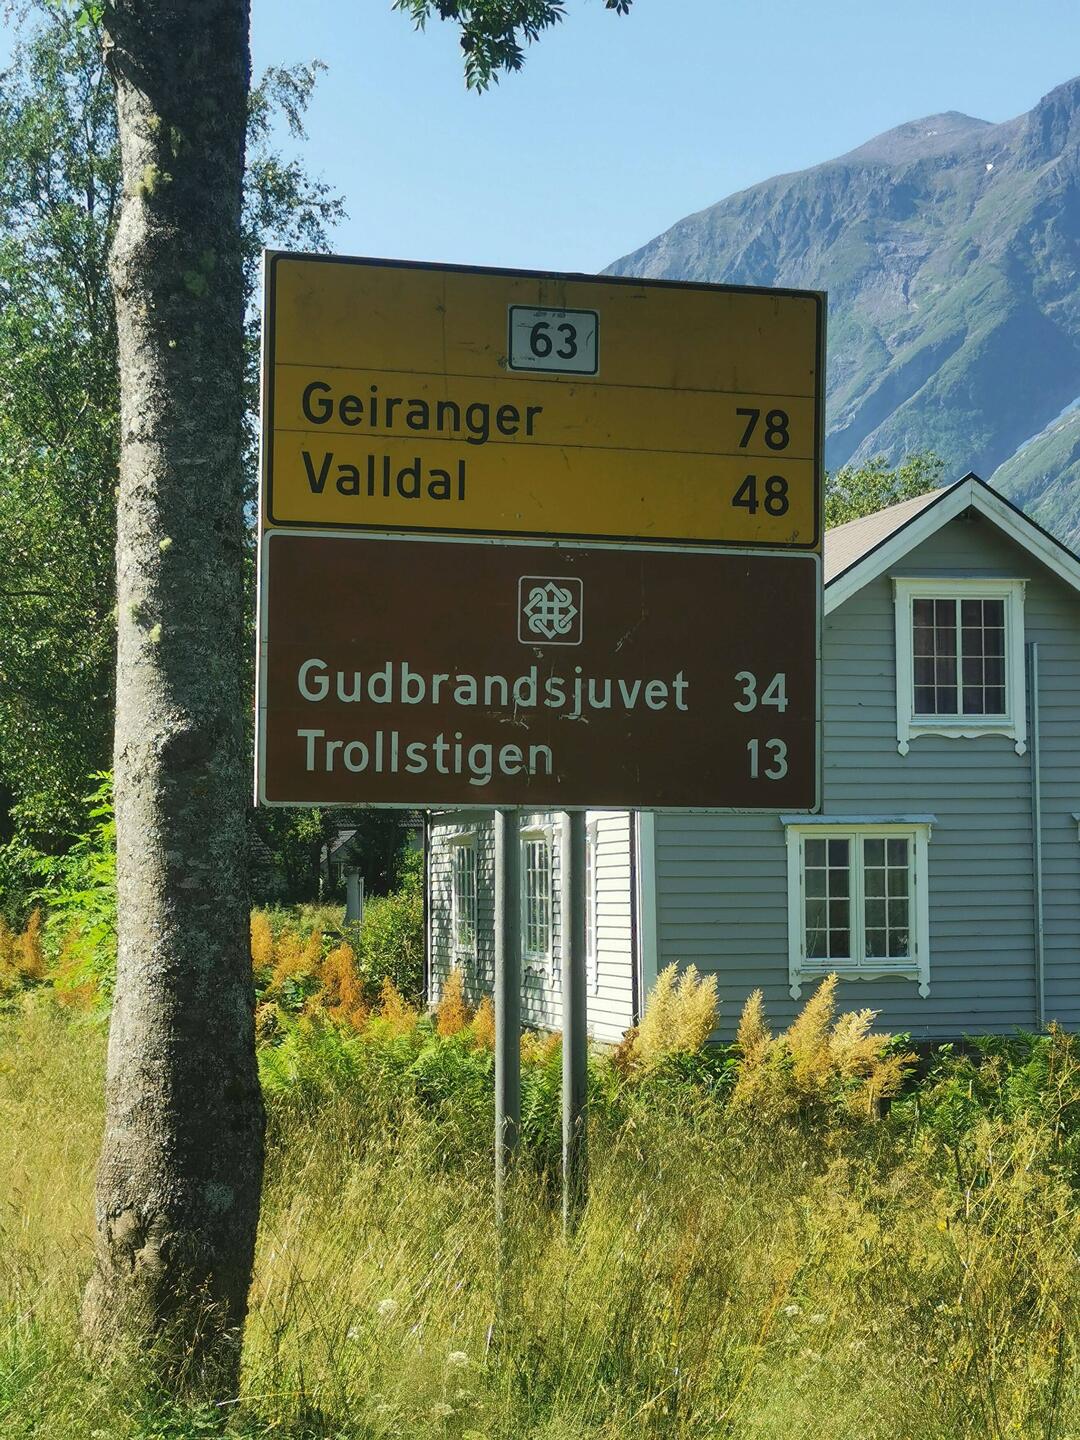 63
Geiranger 78
Valldal 48
Gudbrandsjuvet 34
Trollstigen 13